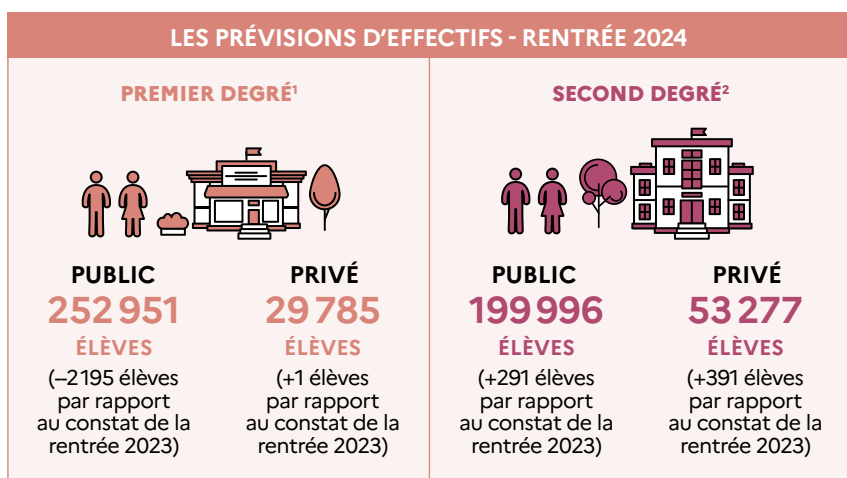 LES PRÉVISIONS D’EFFECTIFS - RENTRÉE 2024
PREMIER DEGRÉ¹
PUBLIC
252 951
ÉLÈVES
(–2 195 élèves
par rapport
au constat de la
rentrée 2023)
PRIVÉ
29 785
ÉLÈVES
(+1 élèves
par rapport
au constat de la
rentrée 2023)
SECOND DEGRÉ²
PUBLIC
199 996
ÉLÈVES
(+291 élèves
par rapport
au constat de la
rentrée 2023)
PRIVÉ
53 277
ÉLÈVES
(+391 élèves
par rapport
au constat de la
rentrée 2023)